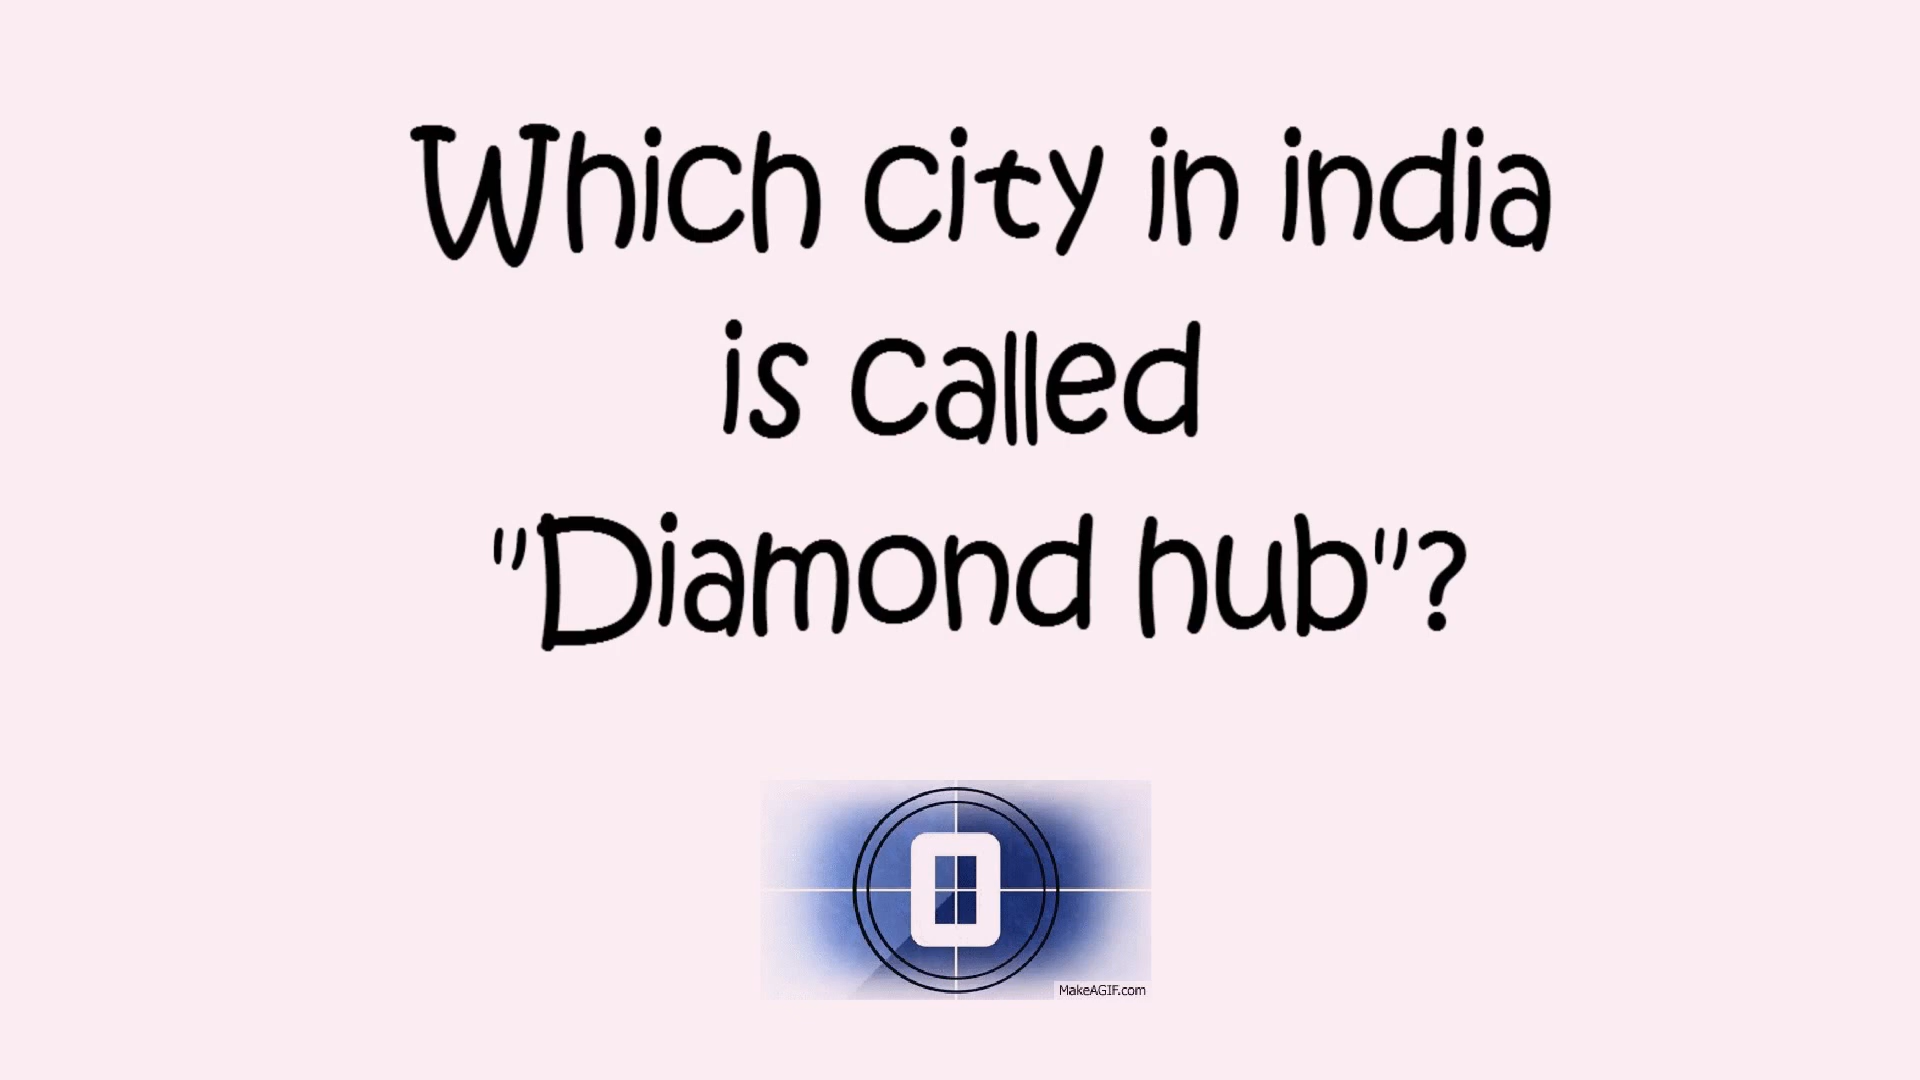 Which city in india
is called
"Diamond hub"?
0
MakeAGIF.com